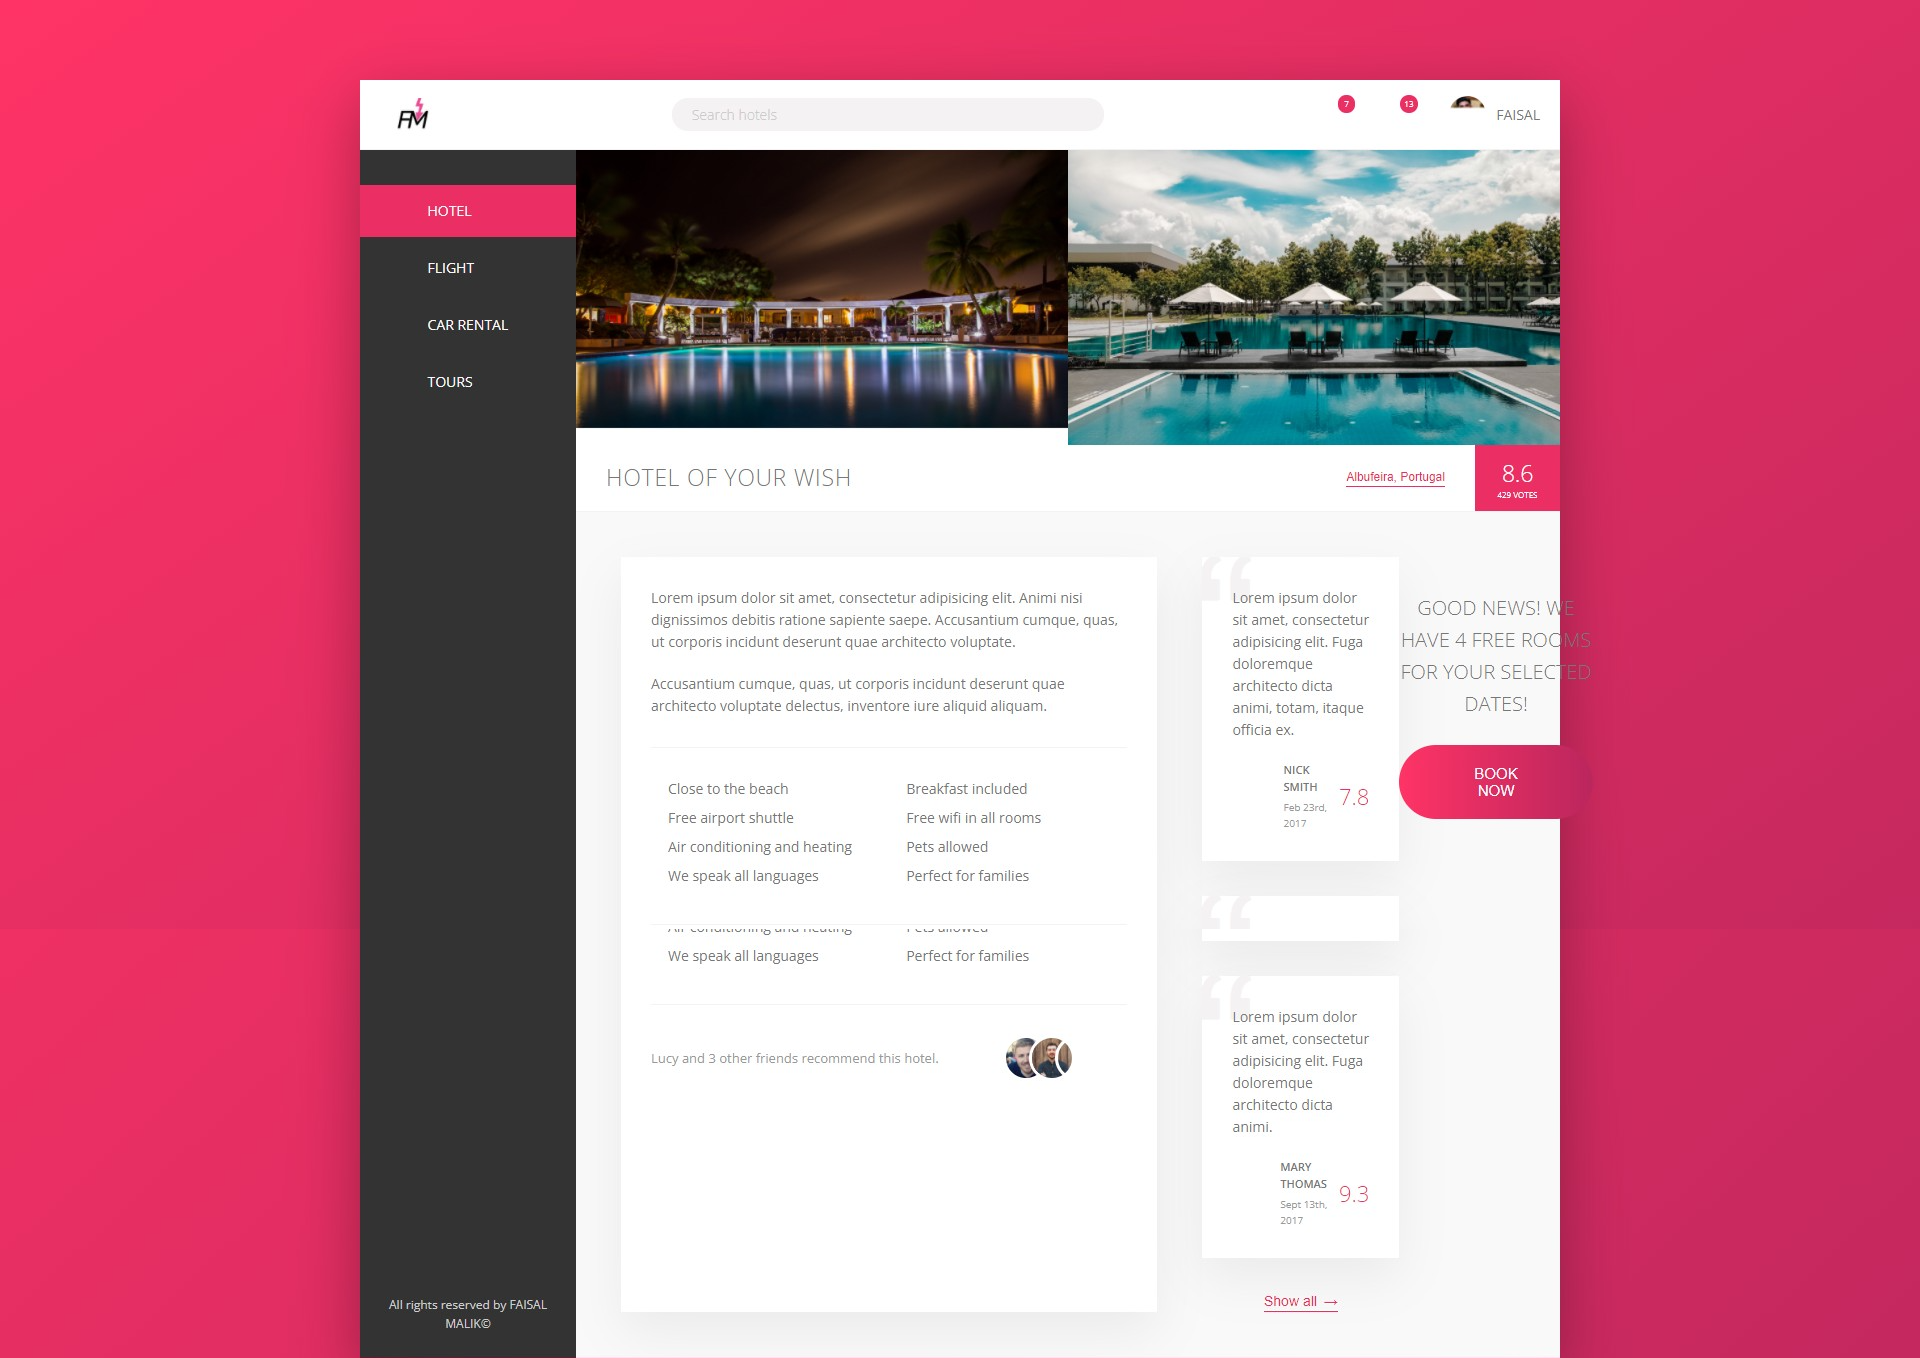 FM
Search hotels
7
13
FAISAL
HOTEL
FLIGHT
CAR RENTAL
TOURS
HOTEL OF YOUR WISH
Albufeira, Portugal
8.6
429 VOTES
Lorem ipsum dolor sit amet, consectetur adipisicing elit. Animi nisi
dignissimos debitis ratione sapiente saepe. Accusantium cumque, quas,
ut corporis incidunt deserunt quae architecto voluptate.
Accusantium cumque, quas, ut corporis incidunt deserunt quae
architecto voluptate delectus, inventore iure aliquid aliquam.
Close to the beach
Breakfast included
Free airport shuttle
Free wifi in all rooms
Air conditioning and heating
Pets allowed
We speak all languages
Perfect for families
Air conditioning and heating
Pets allowed
We speak all languages
Perfect for families
Lucy and 3 other friends recommend this hotel.
“
Lorem ipsum dolor
sit amet, consectetur
adipisicing elit. Fuga
doloremque
architecto dicta
animi, totam, itaque
officia ex.
NICK
SMITH
Feb 23rd,
2017
7.8
“
“
Lorem ipsum dolor
sit amet, consectetur
adipisicing elit. Fuga
doloremque
architecto dicta
animi.
MARY
THOMAS
Sept 13th,
2017
9.3
Show all →
GOOD NEWS! WE
HAVE 4 FREE ROOMS
FOR YOUR SELECTED
DATES!
BOOK
NOW
All rights reserved by FAISAL
MALIK©